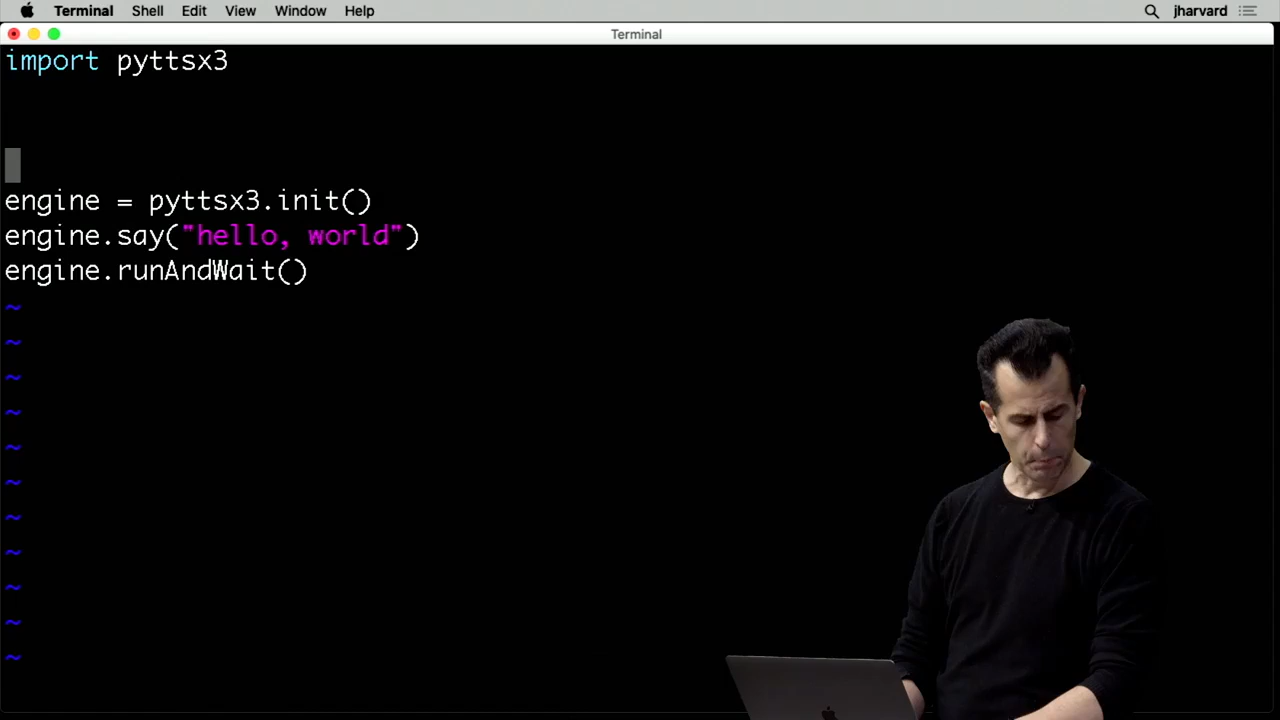 Terminal Shell Edit View Window Help jharvard
Terminal
import pyttsx3
engine = pyttsx3.init()
engine.say("hello, world")
engine.runAndWait()
~
~
~
~
~
~
~
~
~
~
~